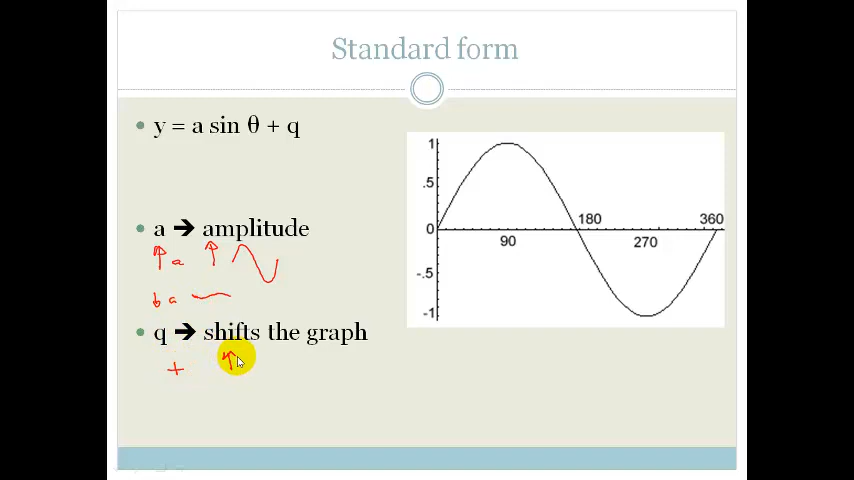 Standard form
y = a sin θ + q
a ➔ amplitude
↑ a ↑
↓ a
q ➔ shifts the graph
+ ↑
1
.5
0
-.5
-1
90
180
270
360